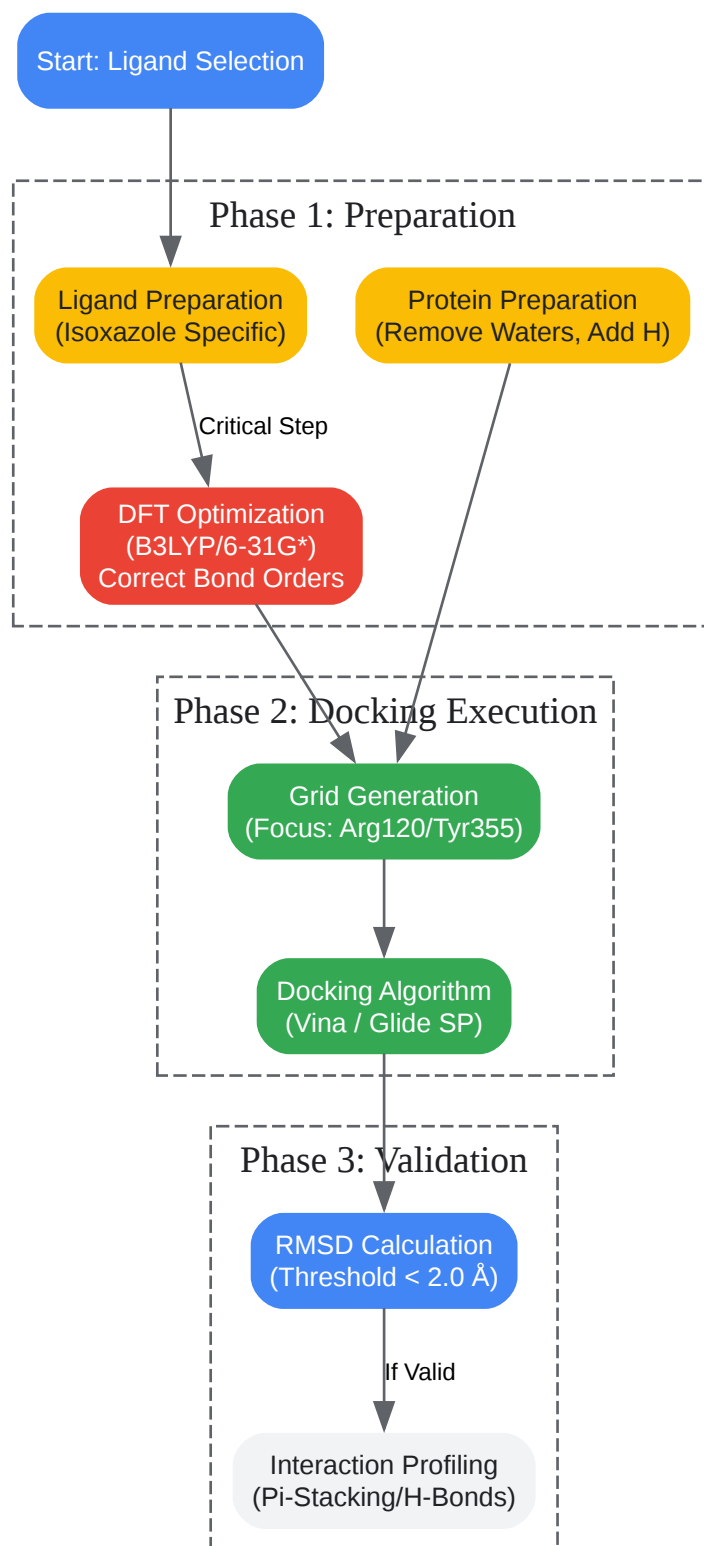 Start: Ligand Selection
Phase 1: Preparation
Ligand Preparation
(Isoxazole Specific)
Protein Preparation
(Remove Waters, Add H)
Critical Step
DFT Optimization
(B3LYP/6-31G*)
Correct Bond Orders
Phase 2: Docking Execution
Grid Generation
(Focus: Arg120/Tyr355)
Docking Algorithm
(Vina / Glide SP)
Phase 3: Validation
RMSD Calculation
(Threshold < 2.0 Å)
If Valid
Interaction Profiling
(Pi-Stacking/H-Bonds)